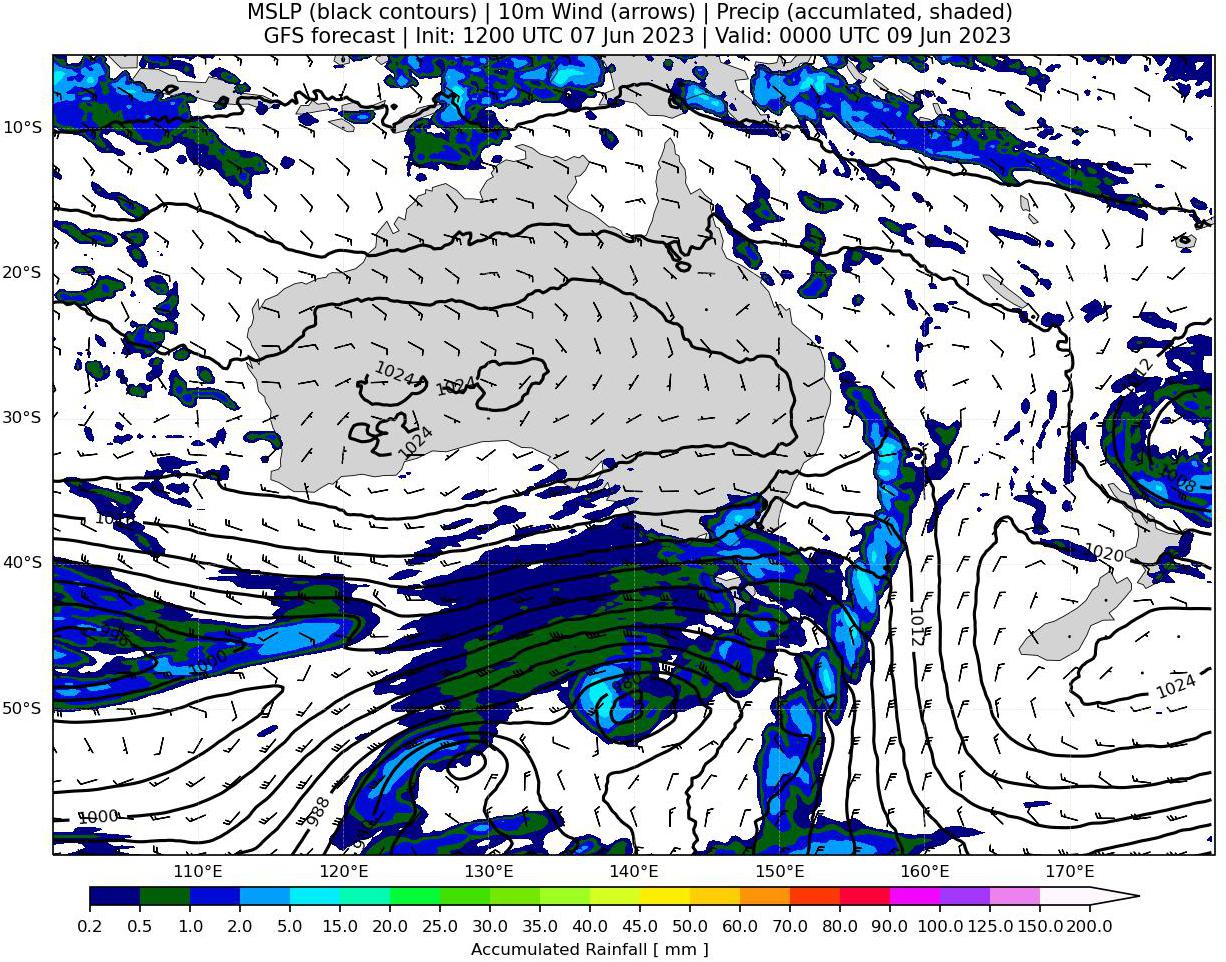 MSLP (black contours) | 10m Wind (arrows) | Precip (accumlated, shaded)
GFS forecast | Init: 1200 UTC 07 Jun 2023 | Valid: 0000 UTC 09 Jun 2023
10°S
20°S
1012
1024
1024
30°S
1024
1008
1020
40°S
1012
1000
1024
50°S
1000
988
110°E 120°E 130°E 140°E 150°E 160°E 170°E
0.2 0.5 1.0 2.0 5.0 15.0 20.0 25.0 30.0 35.0 40.0 45.0 50.0 60.0 70.0 80.0 90.0 100.0 125.0 150.0 200.0
Accumulated Rainfall [ mm ]